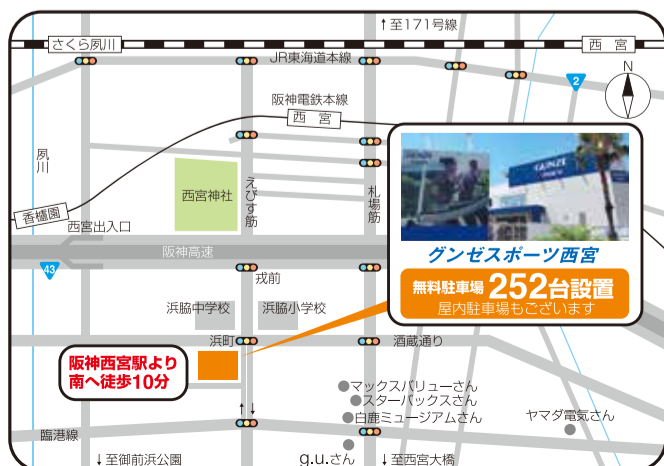 ↑至171号線
さくら夙川
西宮
JR東海道本線
2
N
阪神電鉄本線
西宮
夙川
西宮神社
えびす筋
札場筋
香櫨園
西宮出入口
阪神高速
43
戎前
GUNZE
グンゼスポーツ西宮
無料駐車場 252台設置
屋内駐車場もございます
浜脇中学校
浜脇小学校
浜町
酒蔵通り
阪神西宮駅より
南へ徒歩10分
マックスバリューさん
スターバックスさん
白鹿ミュージアムさん
ヤマダ電気さん
↑ ↓
臨港線
g.u.さん
↓至御前浜公園
↓至西宮大橋